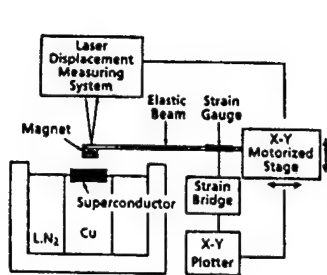 Laser
Displacement
Measuring
System
Elastic
Beam
Strain
Gauge
Magnet
X-Y
Motorized
Stage
Superconductor
Strain
Bridge
L.N₂
Cu
X-Y
Plotter